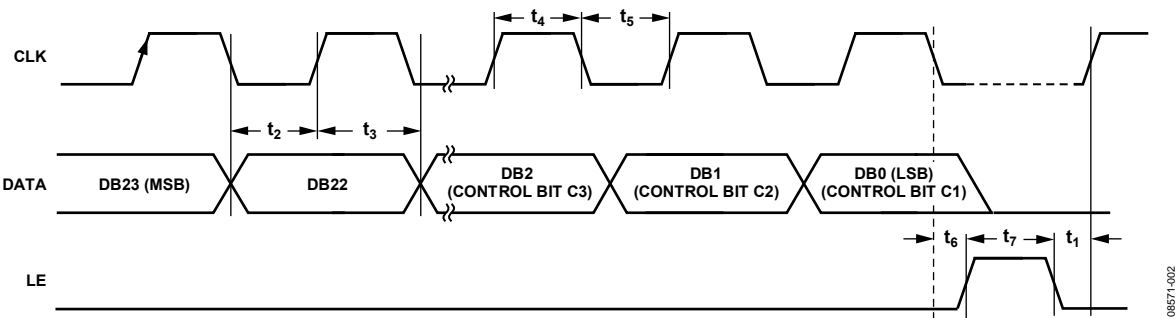 t4
t5
CLK
t2
t3
DATA
DB23 (MSB)
DB22
DB2
(CONTROL BIT C3)
DB1
(CONTROL BIT C2)
DB0 (LSB)
(CONTROL BIT C1)
t6
t7
t1
LE
08571-002